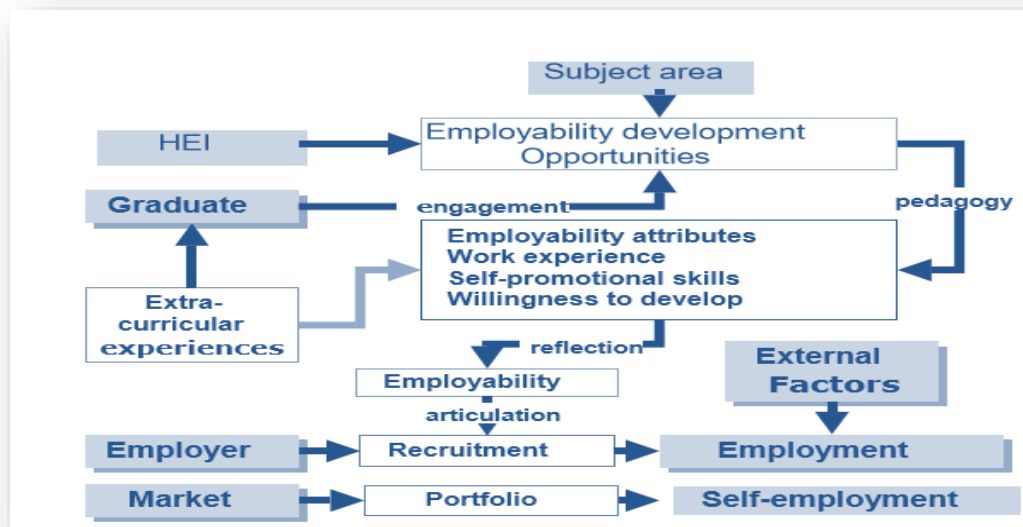 Subject area
HEI
Employability development
Opportunities
Graduate
engagement
pedagogy
Employability attributes
Work experience
Self-promotional skills
Willingness to develop
Extra-
curricular
experiences
reflection
External
Factors
Employability
articulation
Employer
Recruitment
Employment
Market
Portfolio
Self-employment